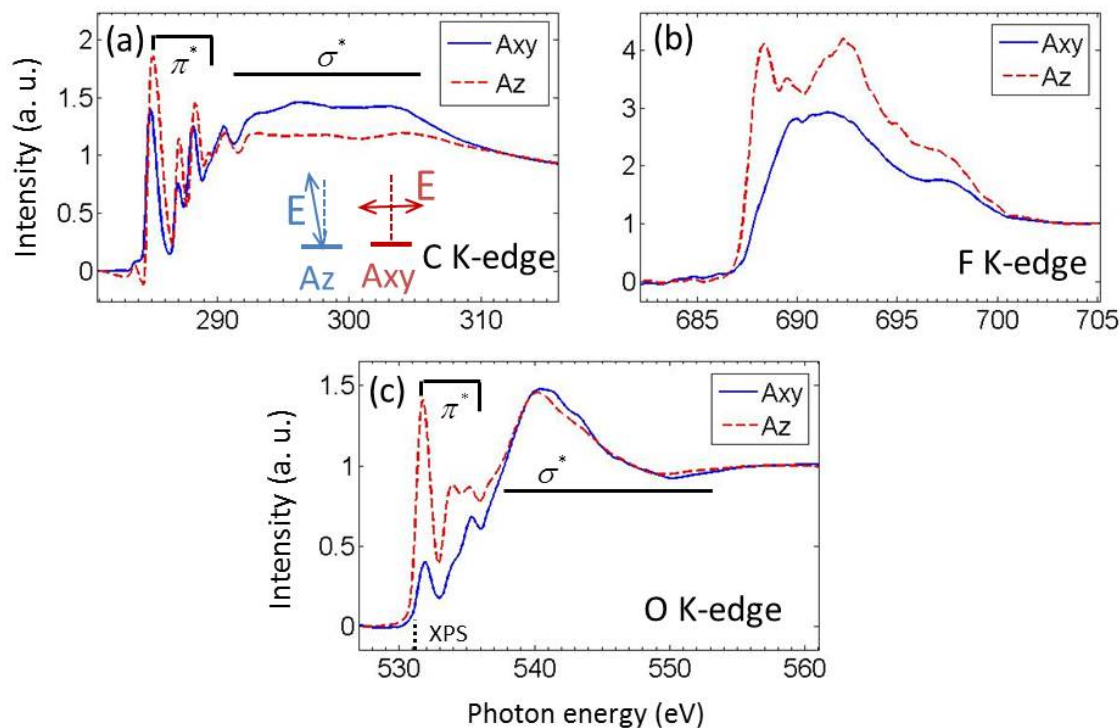 (a)
π*
σ*
Axy
Az
2
1.5
1
0.5
0
Intensity (a. u.)
E
E
Az
Axy
C K-edge
290
300
310
(b)
Axy
Az
4
3
2
1
0
F K-edge
685
690
695
700
705
(c)
π*
σ*
Axy
Az
1.5
1
0.5
0
Intensity (a. u.)
XPS
O K-edge
530
540
550
560
Photon energy (eV)